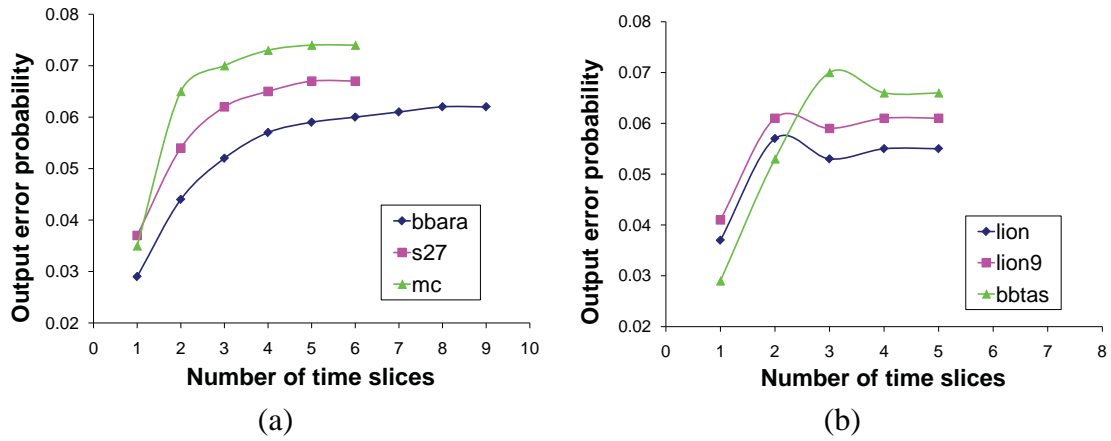 0.08
0.07
0.06
0.05
0.04
0.03
0.02
0 1 2 3 4 5 6 7 8 9 10
Output error probability
Number of time slices
bbara
s27
mc
(a)
0.08
0.07
0.06
0.05
0.04
0.03
0.02
0 1 2 3 4 5 6 7 8
Output error probability
Number of time slices
lion
lion9
bbtas
(b)